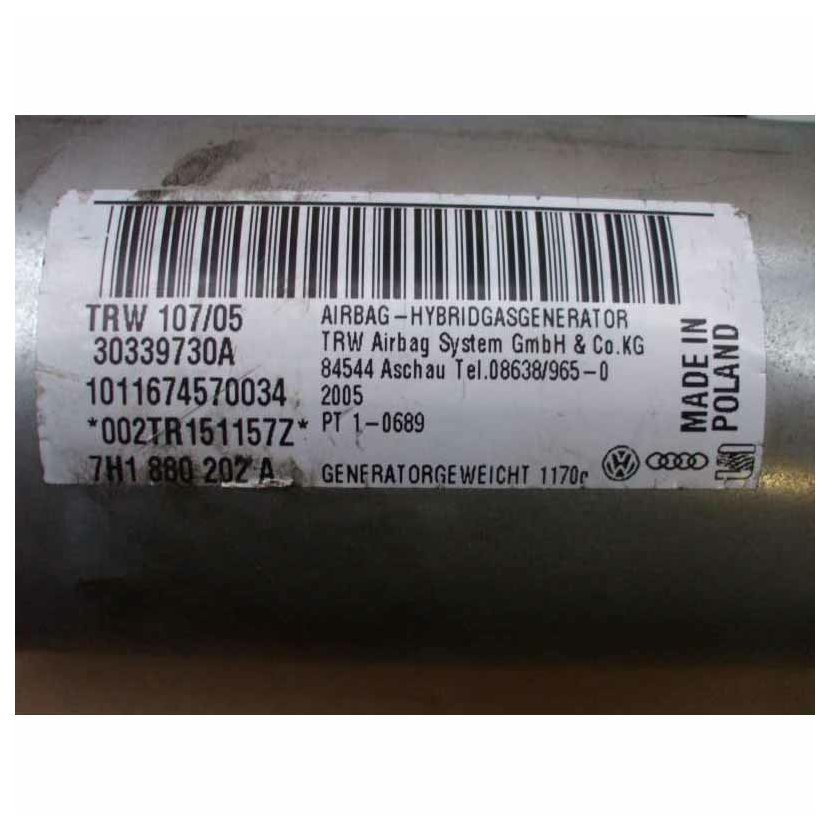 TRW 107/05
30339730A
1011674570034
*002TR151157Z*
7H1 880 202 A
AIRBAG-HYBRIDGASGENERATOR
TRW Airbag System GmbH & Co.KG
84544 Aschau Tel.08638/965-0
2005
PT 1-0689
GENERATORGEWEICHT 1170g
MADE IN
POLAND